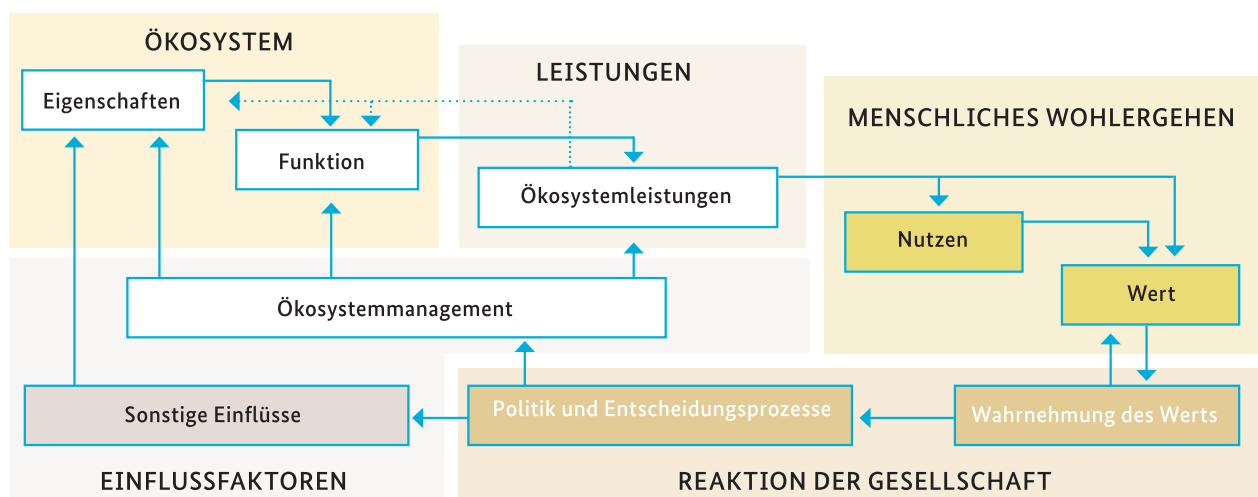 ÖKOSYSTEM
Eigenschaften
Funktion
LEISTUNGEN
Ökosystemleistungen
MENSCHLICHES WOHLERGEHEN
Nutzen
Wert
Ökosystemmanagement
Sonstige Einflüsse
EINFLUSSFAKTOREN
Politik und Entscheidungsprozesse
Wahrnehmung des Werts
REAKTION DER GESELLSCHAFT